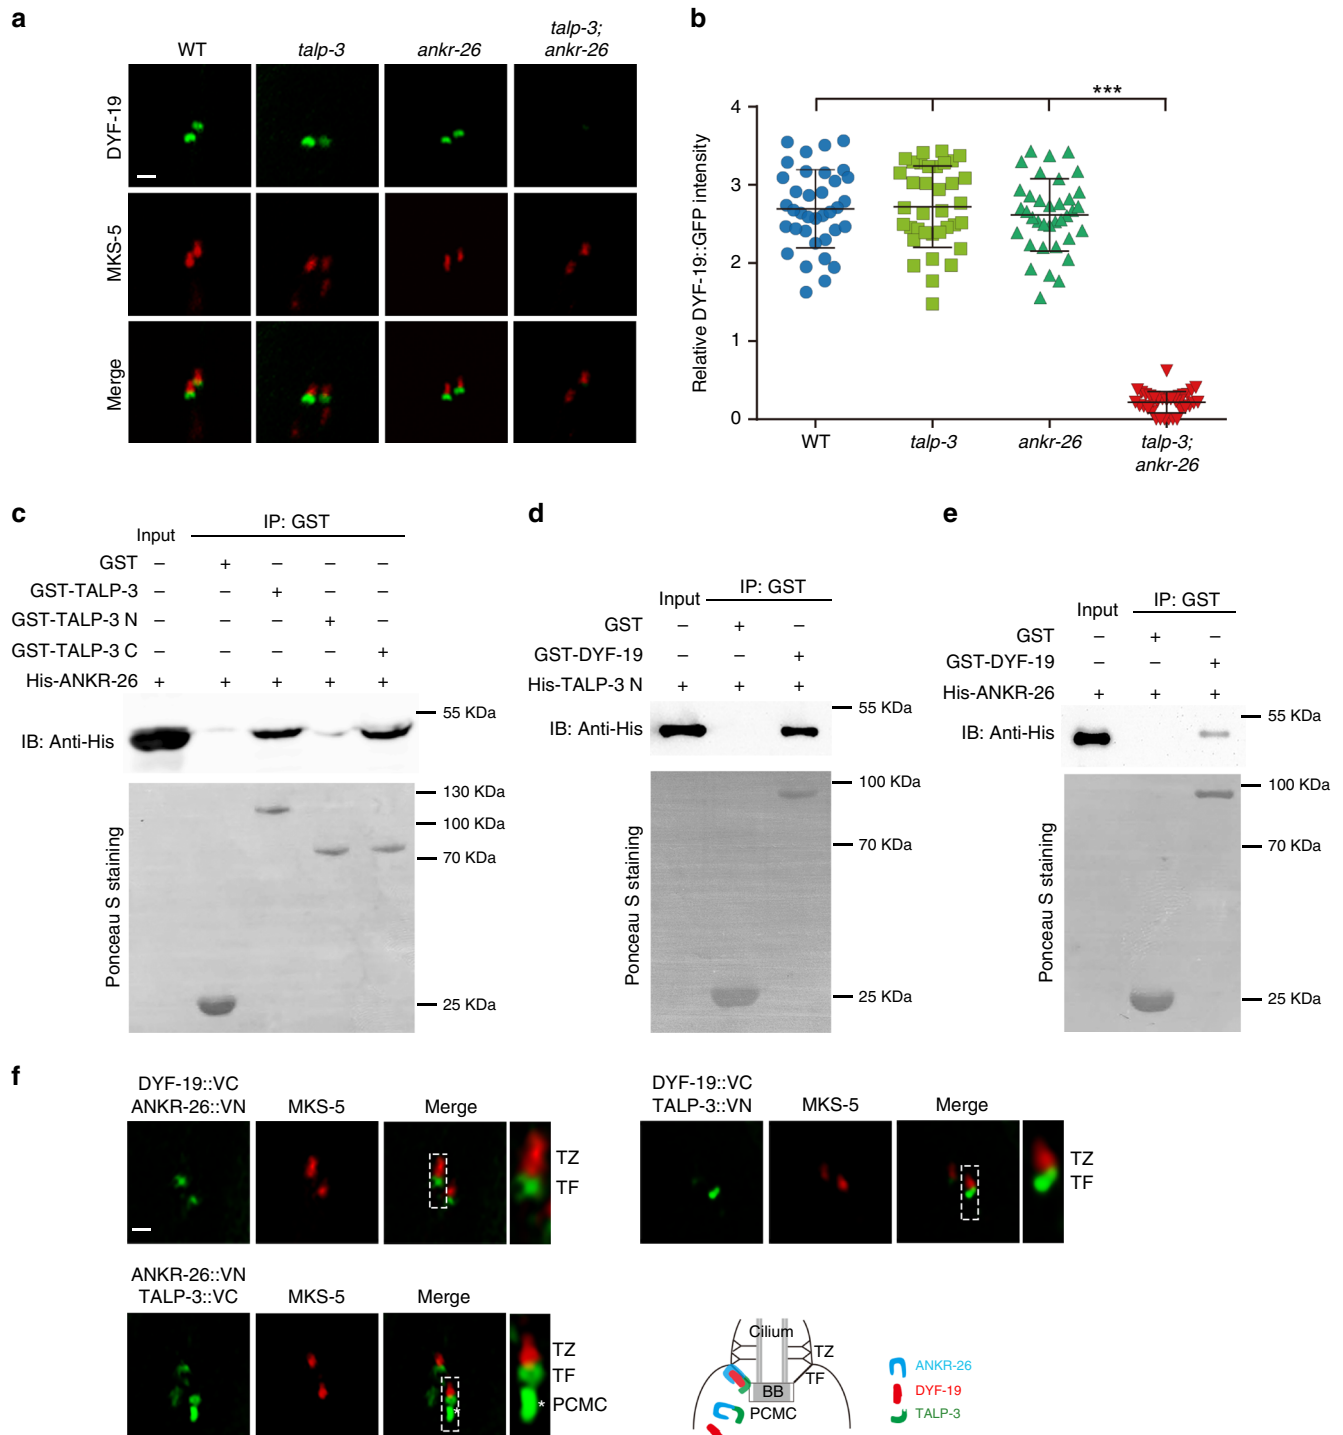 a
WT
talp-3
ankr-26
talp-3;
ankr-26
DYF-19
MKS-5
Merge
b
***
Relative DYF-19::GFP intensity
4
3
2
1
0
WT
talp-3
ankr-26
talp-3;
ankr-26
c
Input
IP: GST
GST – + – – –
GST-TALP-3 – – + – –
GST-TALP-3 N – – – + –
GST-TALP-3 C – – – – +
His-ANKR-26 + + + + +
IB: Anti-His
55 KDa
Ponceau S staining
130 KDa
100 KDa
70 KDa
25 KDa
d
Input
IP: GST
GST – + –
GST-DYF-19 – – +
His-TALP-3 N + + +
IB: Anti-His
55 KDa
Ponceau S staining
100 KDa
70 KDa
25 KDa
e
Input
IP: GST
GST – + –
GST-DYF-19 – – +
His-ANKR-26 + + +
IB: Anti-His
55 KDa
Ponceau S staining
100 KDa
70 KDa
25 KDa
f
DYF-19::VC
ANKR-26::VN
MKS-5
Merge
TZ
TF
DYF-19::VC
TALP-3::VN
MKS-5
Merge
TZ
TF
ANKR-26::VN
TALP-3::VC
MKS-5
Merge
TZ
TF
PCMC
*
*
Cilium
TZ
TF
BB
PCMC
ANKR-26
DYF-19
TALP-3